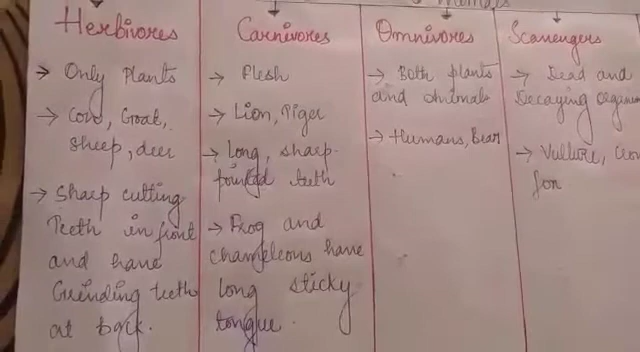 Animals
Herbivores
→ Only Plants
→ Cow, Goat,
sheep, deer
→ Sharp cutting
Teeth in front
and have
Grinding teeth
at back.
Carnivores
→ Flesh
→ Lion, Tiger
→ Long, sharp
pointed teeth
→ Frog and
chameleons have
long sticky
tongue.
Omnivores
→ Both plants
and animals
→ Humans, Bear
Scavengers
→ Dead and
Decaying
→ Vulture,